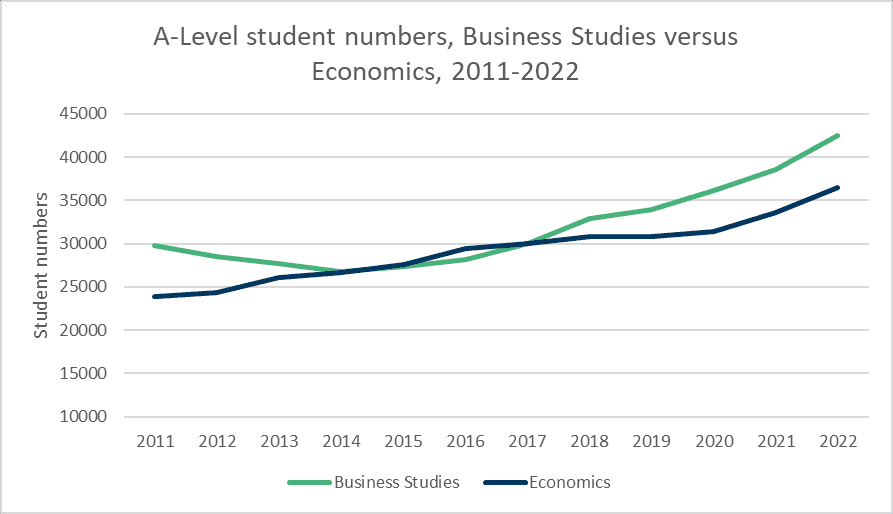 A-Level student numbers, Business Studies versus
Economics, 2011-2022
Student numbers
45000
40000
35000
30000
25000
20000
15000
10000
2011 2012 2013 2014 2015 2016 2017 2018 2019 2020 2021 2022
Business Studies Economics